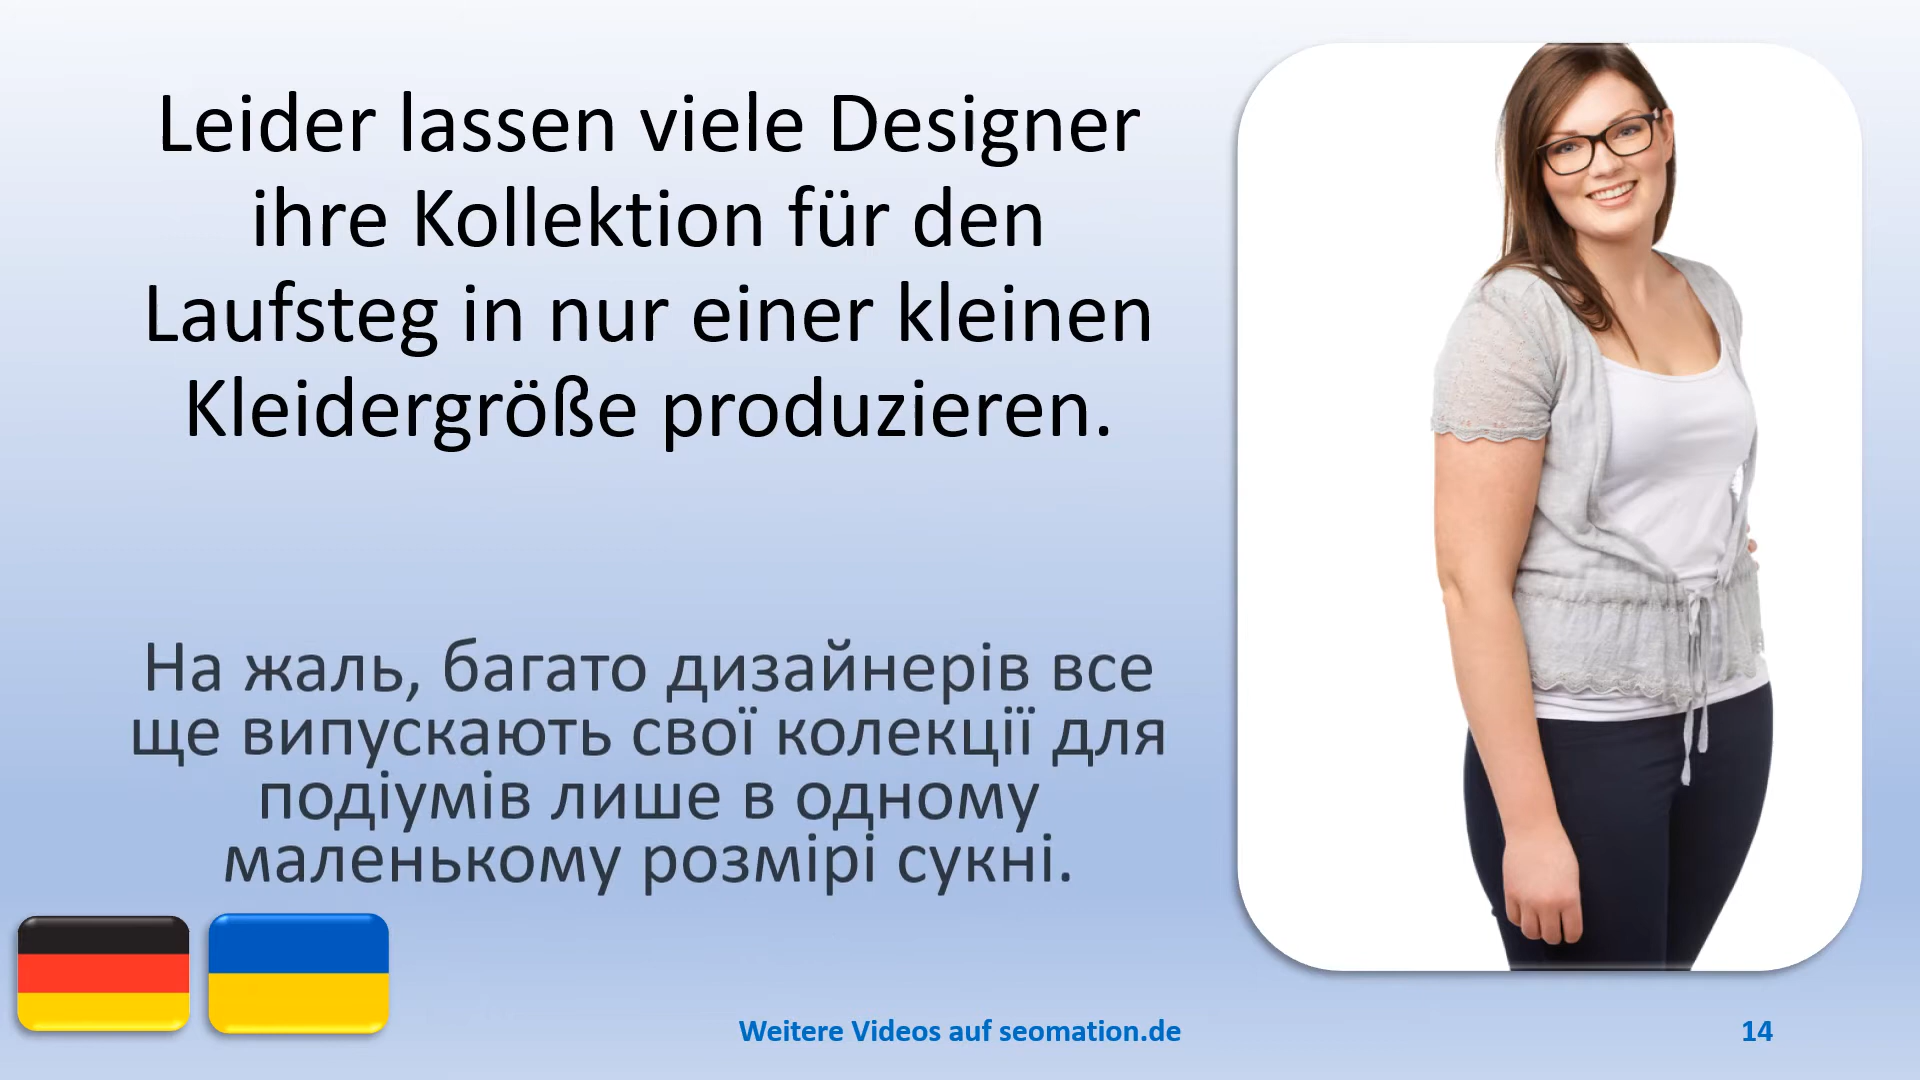 Leider lassen viele Designer
ihre Kollektion für den
Laufsteg in nur einer kleinen
Kleidergröße produzieren.
На жаль, багато дизайнерів все
ще випускають свої колекції для
подіумів лише в одному
маленькому розмірі сукні.
Weitere Videos auf seomation.de
14